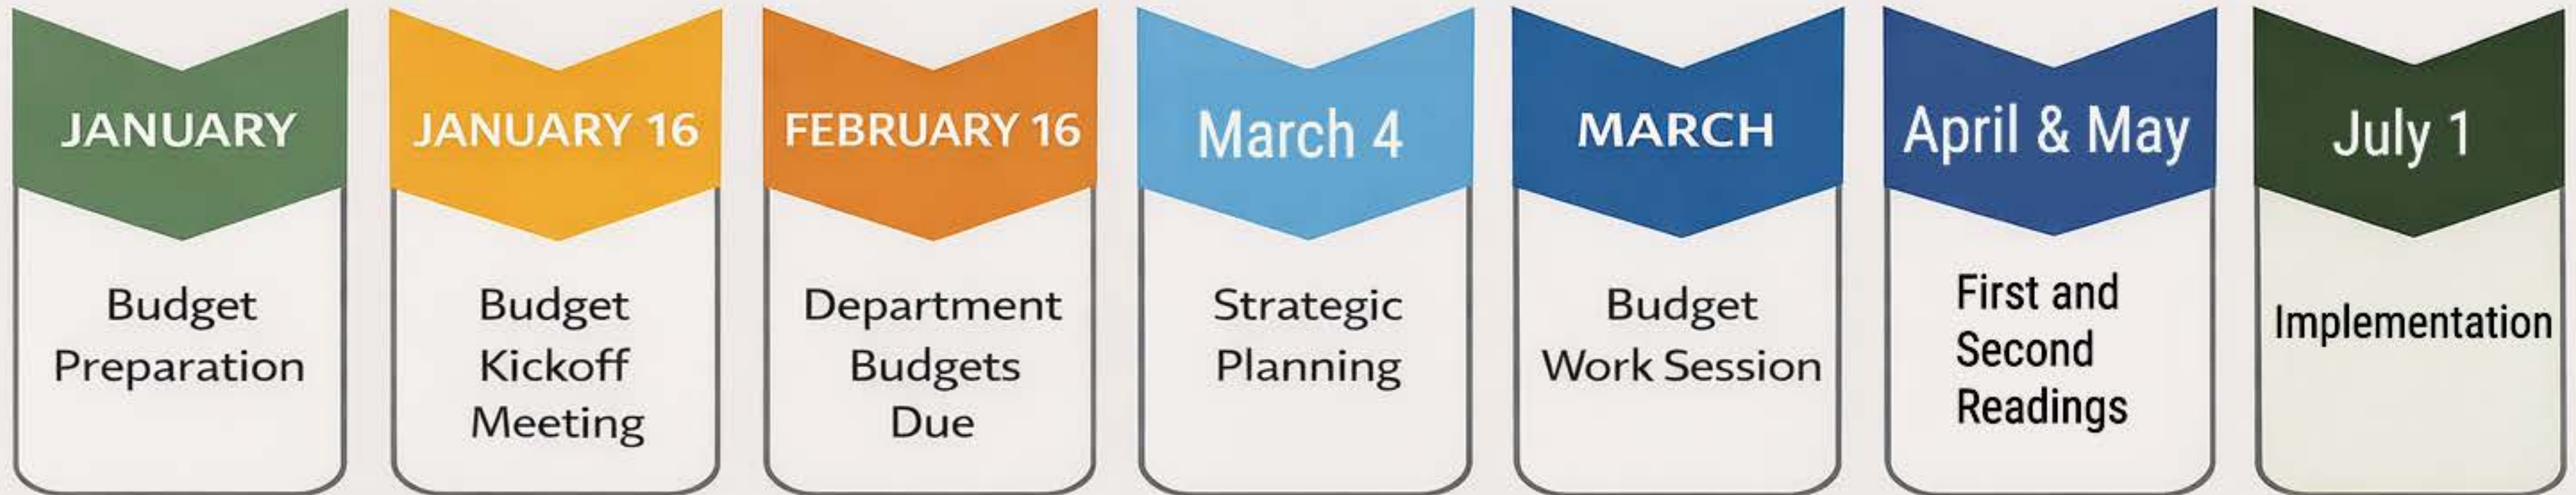 JANUARY
Budget
Preparation
JANUARY 16
Budget
Kickoff
Meeting
FEBRUARY 16
Department
Budgets
Due
March 4
Strategic
Planning
MARCH
Budget
Work Session
April & May
First and
Second
Readings
July 1
Implementation